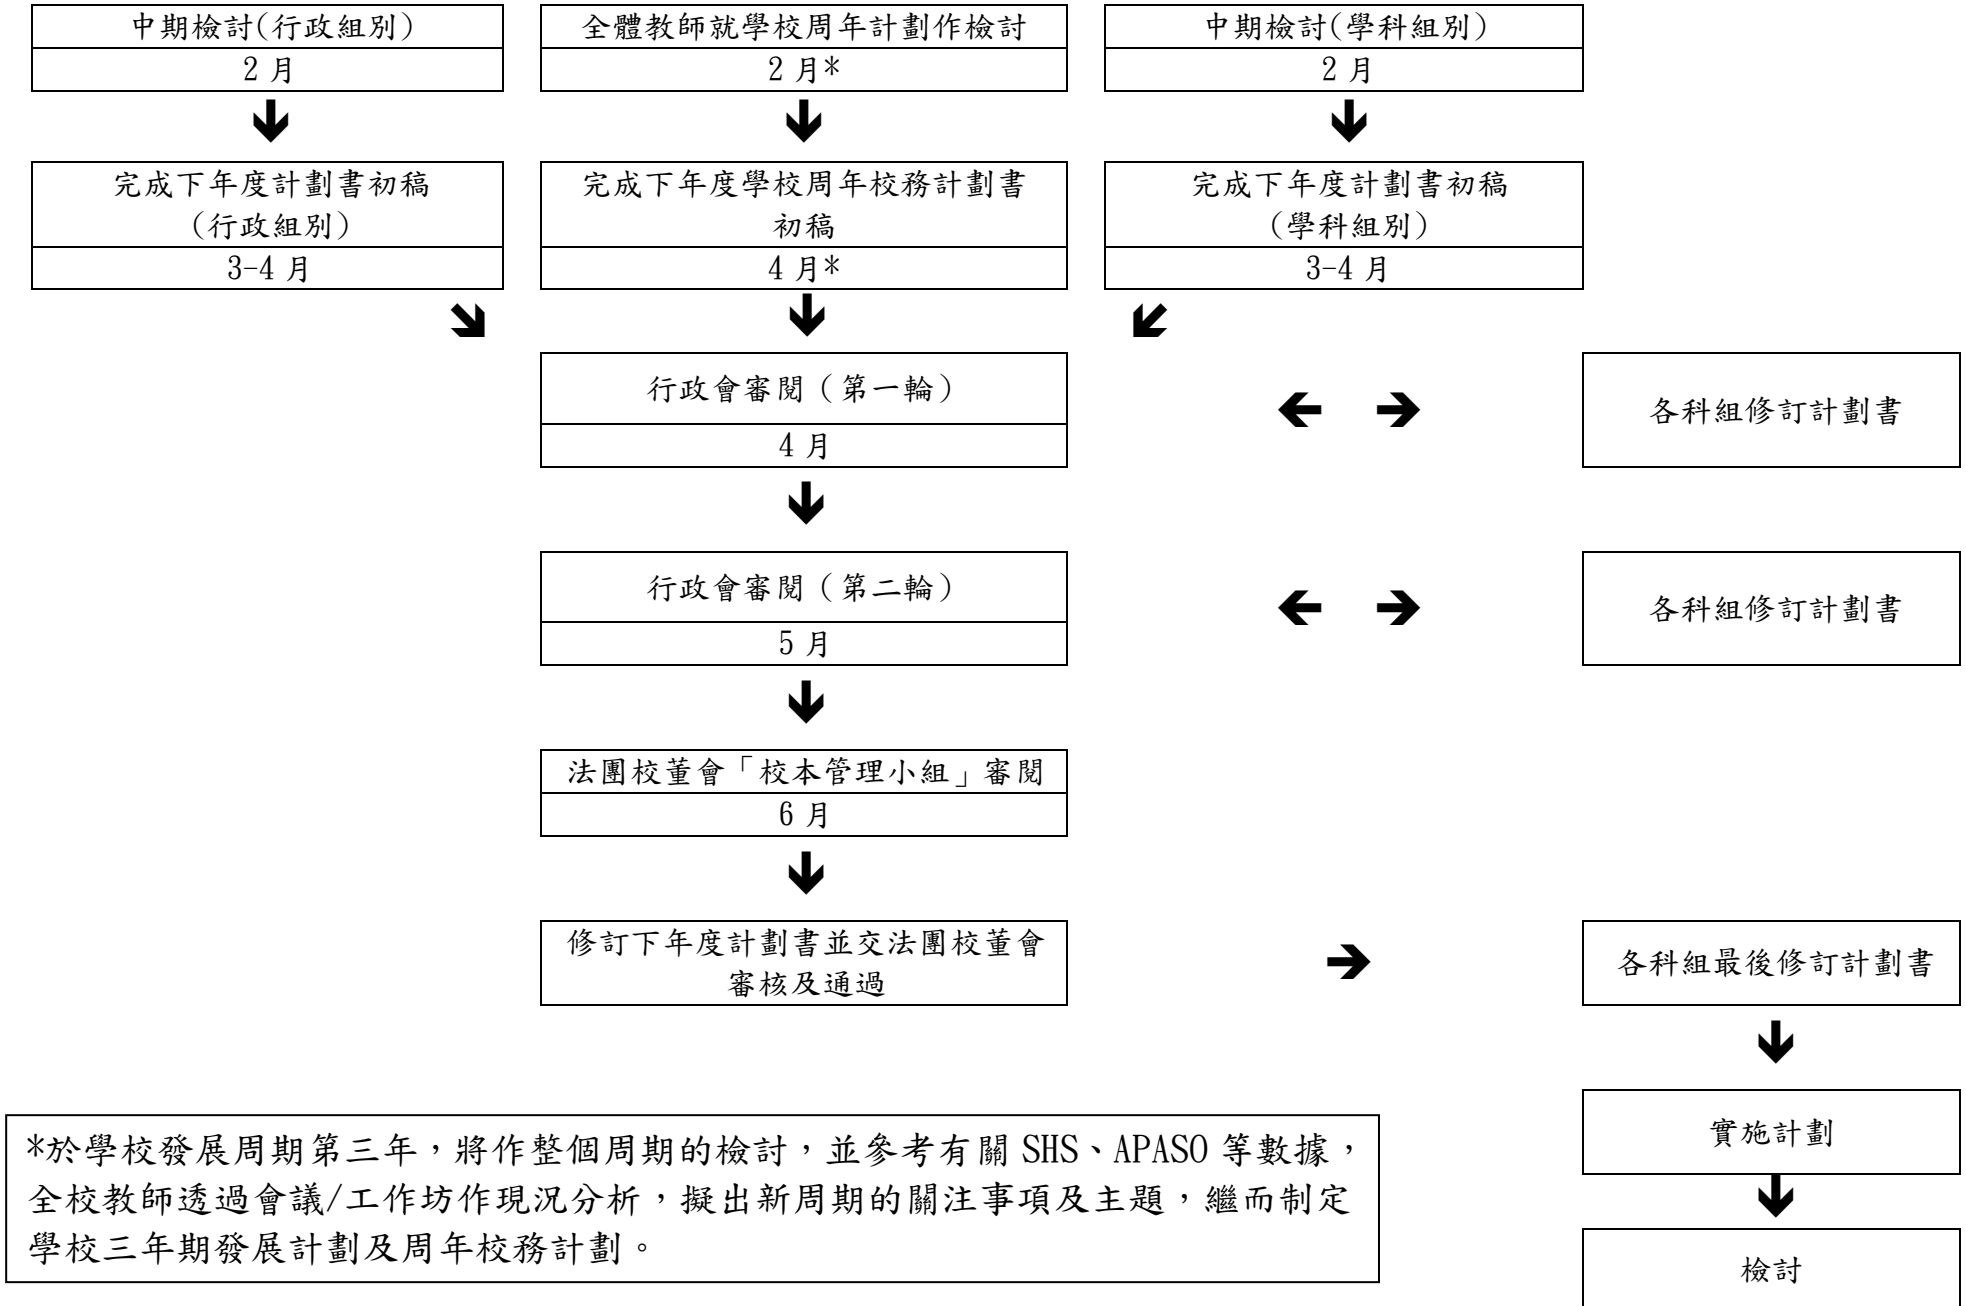 中期檢討(行政組別)
2 月
全體教師就學校周年計劃作檢討
2 月*
中期檢討(學科組別)
2 月
完成下年度計劃書初稿
(行政組別)
3-4 月
完成下年度學校周年校務計劃書
初稿
4 月*
完成下年度計劃書初稿
(學科組別)
3-4 月
行政會審閱（第一輪）
4 月
各科組修訂計劃書
行政會審閱（第二輪）
5 月
各科組修訂計劃書
法團校董會「校本管理小組」審閱
6 月
修訂下年度計劃書並交法團校董會
審核及通過
各科組最後修訂計劃書
實施計劃
檢討
*於學校發展周期第三年，將作整個周期的檢討，並參考有關 SHS、APASO 等數據，
全校教師透過會議/工作坊作現況分析，擬出新周期的關注事項及主題，繼而制定
學校三年期發展計劃及周年校務計劃。